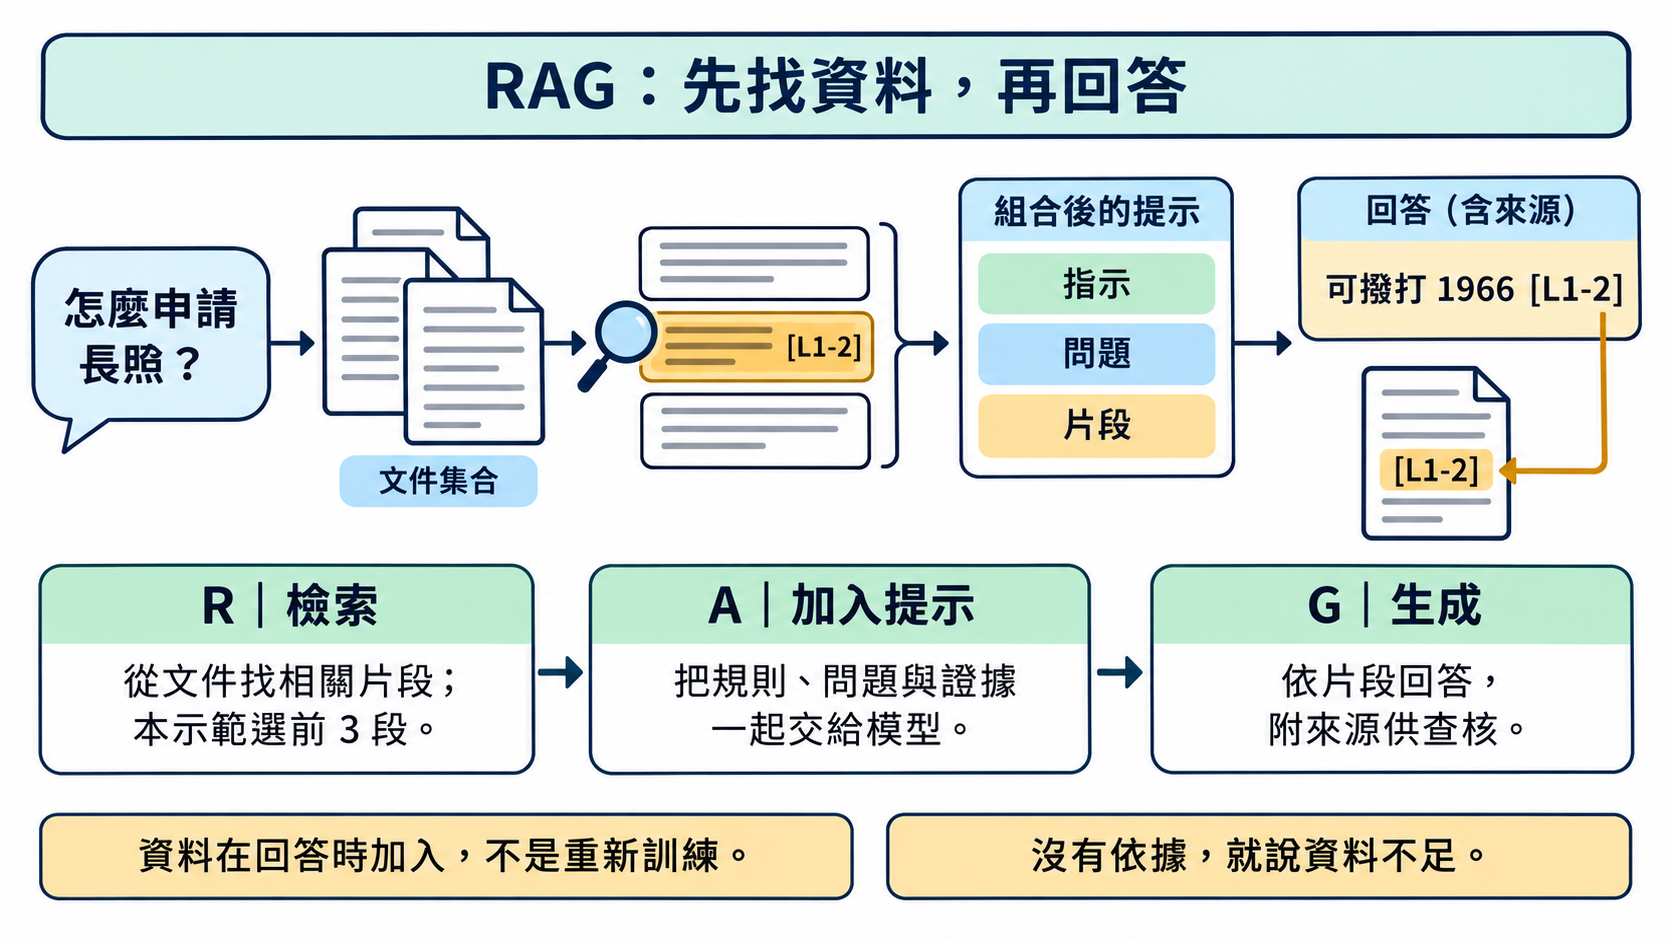 RAG：先找資料，再回答
怎麼申請
長照？
文件集合
[L1-2]
組合後的提示
指示
問題
片段
回答（含來源）
可撥打 1966 [L1-2]
[L1-2]
R｜檢索
從文件找相關片段；
本示範選前 3 段。
A｜加入提示
把規則、問題與證據
一起交給模型。
G｜生成
依片段回答，
附來源供查核。
資料在回答時加入，不是重新訓練。
沒有依據，就說資料不足。